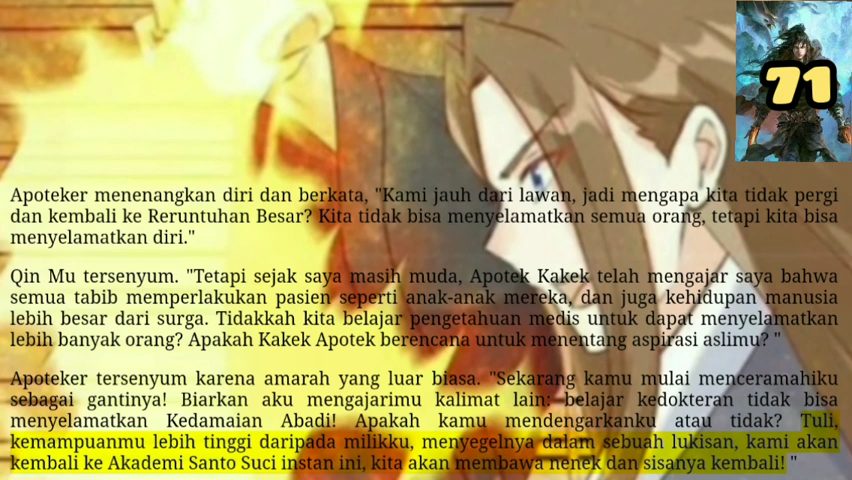 71
Apoteker menenangkan diri dan berkata, "Kami jauh dari lawan, jadi mengapa kita tidak pergi
dan kembali ke Reruntuhan Besar? Kita tidak bisa menyelamatkan semua orang, tetapi kita bisa
menyelamatkan diri."
Qin Mu tersenyum. "Tetapi sejak saya masih muda, Apotek Kakek telah mengajar saya bahwa
semua tabib memperlakukan pasien seperti anak-anak mereka, dan juga kehidupan manusia
lebih besar dari surga. Tidakkah kita belajar pengetahuan medis untuk dapat menyelamatkan
lebih banyak orang? Apakah Kakek Apotek berencana untuk menentang aspirasi aslimu? "
Apoteker tersenyum karena amarah yang luar biasa. "Sekarang kamu mulai menceramahiku
sebagai gantinya! Biarkan aku mengajarimu kalimat lain: belajar kedokteran tidak bisa
menyelamatkan Kedamaian Abadi! Apakah kamu mendengarkanku atau tidak? Tuli,
kemampuanmu lebih tinggi daripada milikku, menyegelnya dalam sebuah lukisan, kami akan
kembali ke Akademi Santo Suci instan ini, kita akan membawa nenek dan sisanya kembali! "